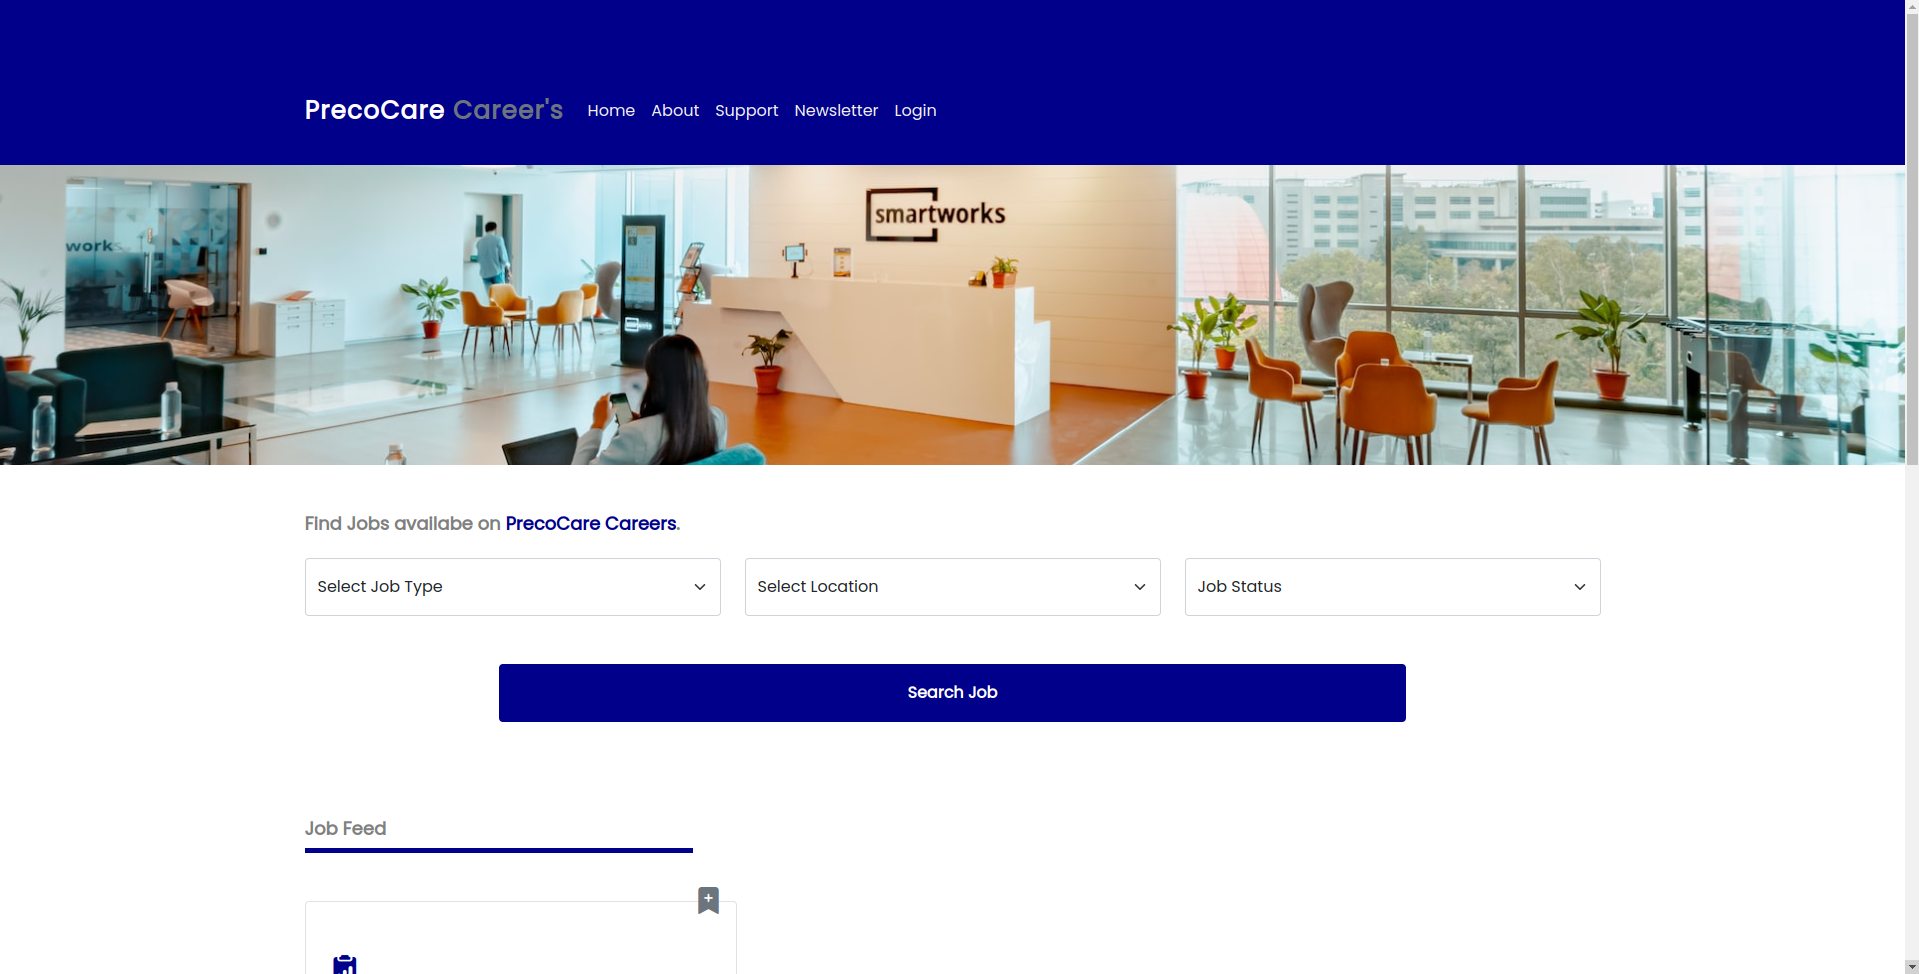 PrecoCare Career's Home About Support Newsletter Login
works
smartworks
Find Jobs availabe on PrecoCare Careers.
Select Job Type Select Location Job Status
Search Job
Job Feed